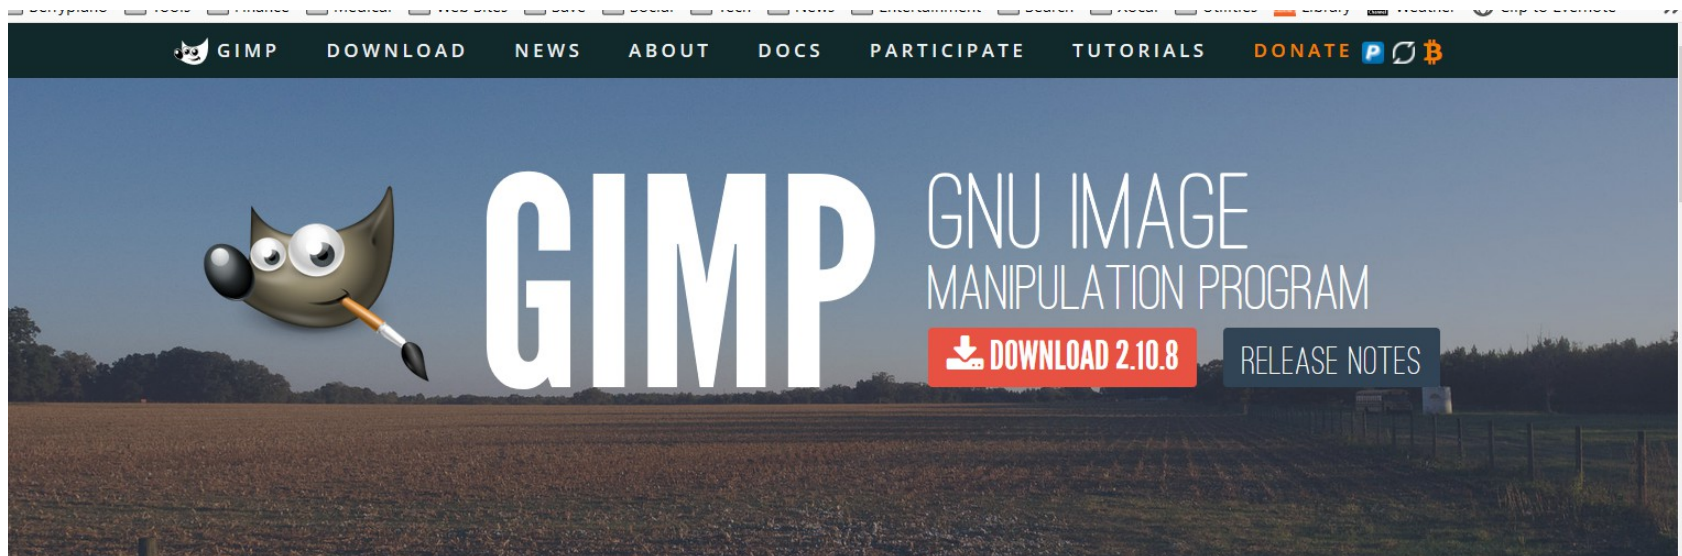 GIMP DOWNLOAD NEWS ABOUT DOCS PARTICIPATE TUTORIALS DONATE
GIMP
GNU IMAGE
MANIPULATION PROGRAM
DOWNLOAD 2.10.8
RELEASE NOTES